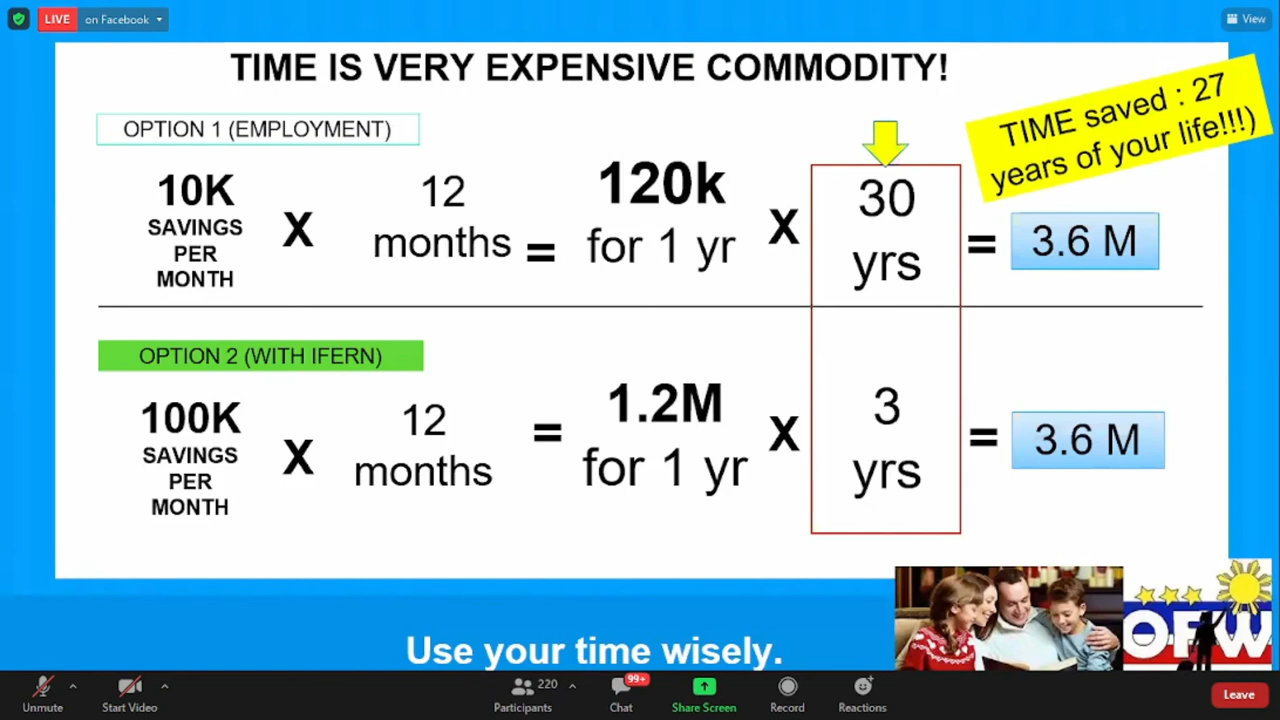 LIVE on Facebook
View
TIME IS VERY EXPENSIVE COMMODITY!
TIME saved : 27
years of your life!!!)
OPTION 1 (EMPLOYMENT)
10K
SAVINGS
PER
MONTH
X
12
months
=
120k
for 1 yr
X
30
yrs
=
3.6 M
OPTION 2 (WITH IFERN)
100K
SAVINGS
PER
MONTH
X
12
months
=
1.2M
for 1 yr
X
3
yrs
=
3.6 M
OFW
Use your time wisely.
Unmute
Start Video
220
Participants
99+
Chat
Share Screen
Record
Reactions
Leave